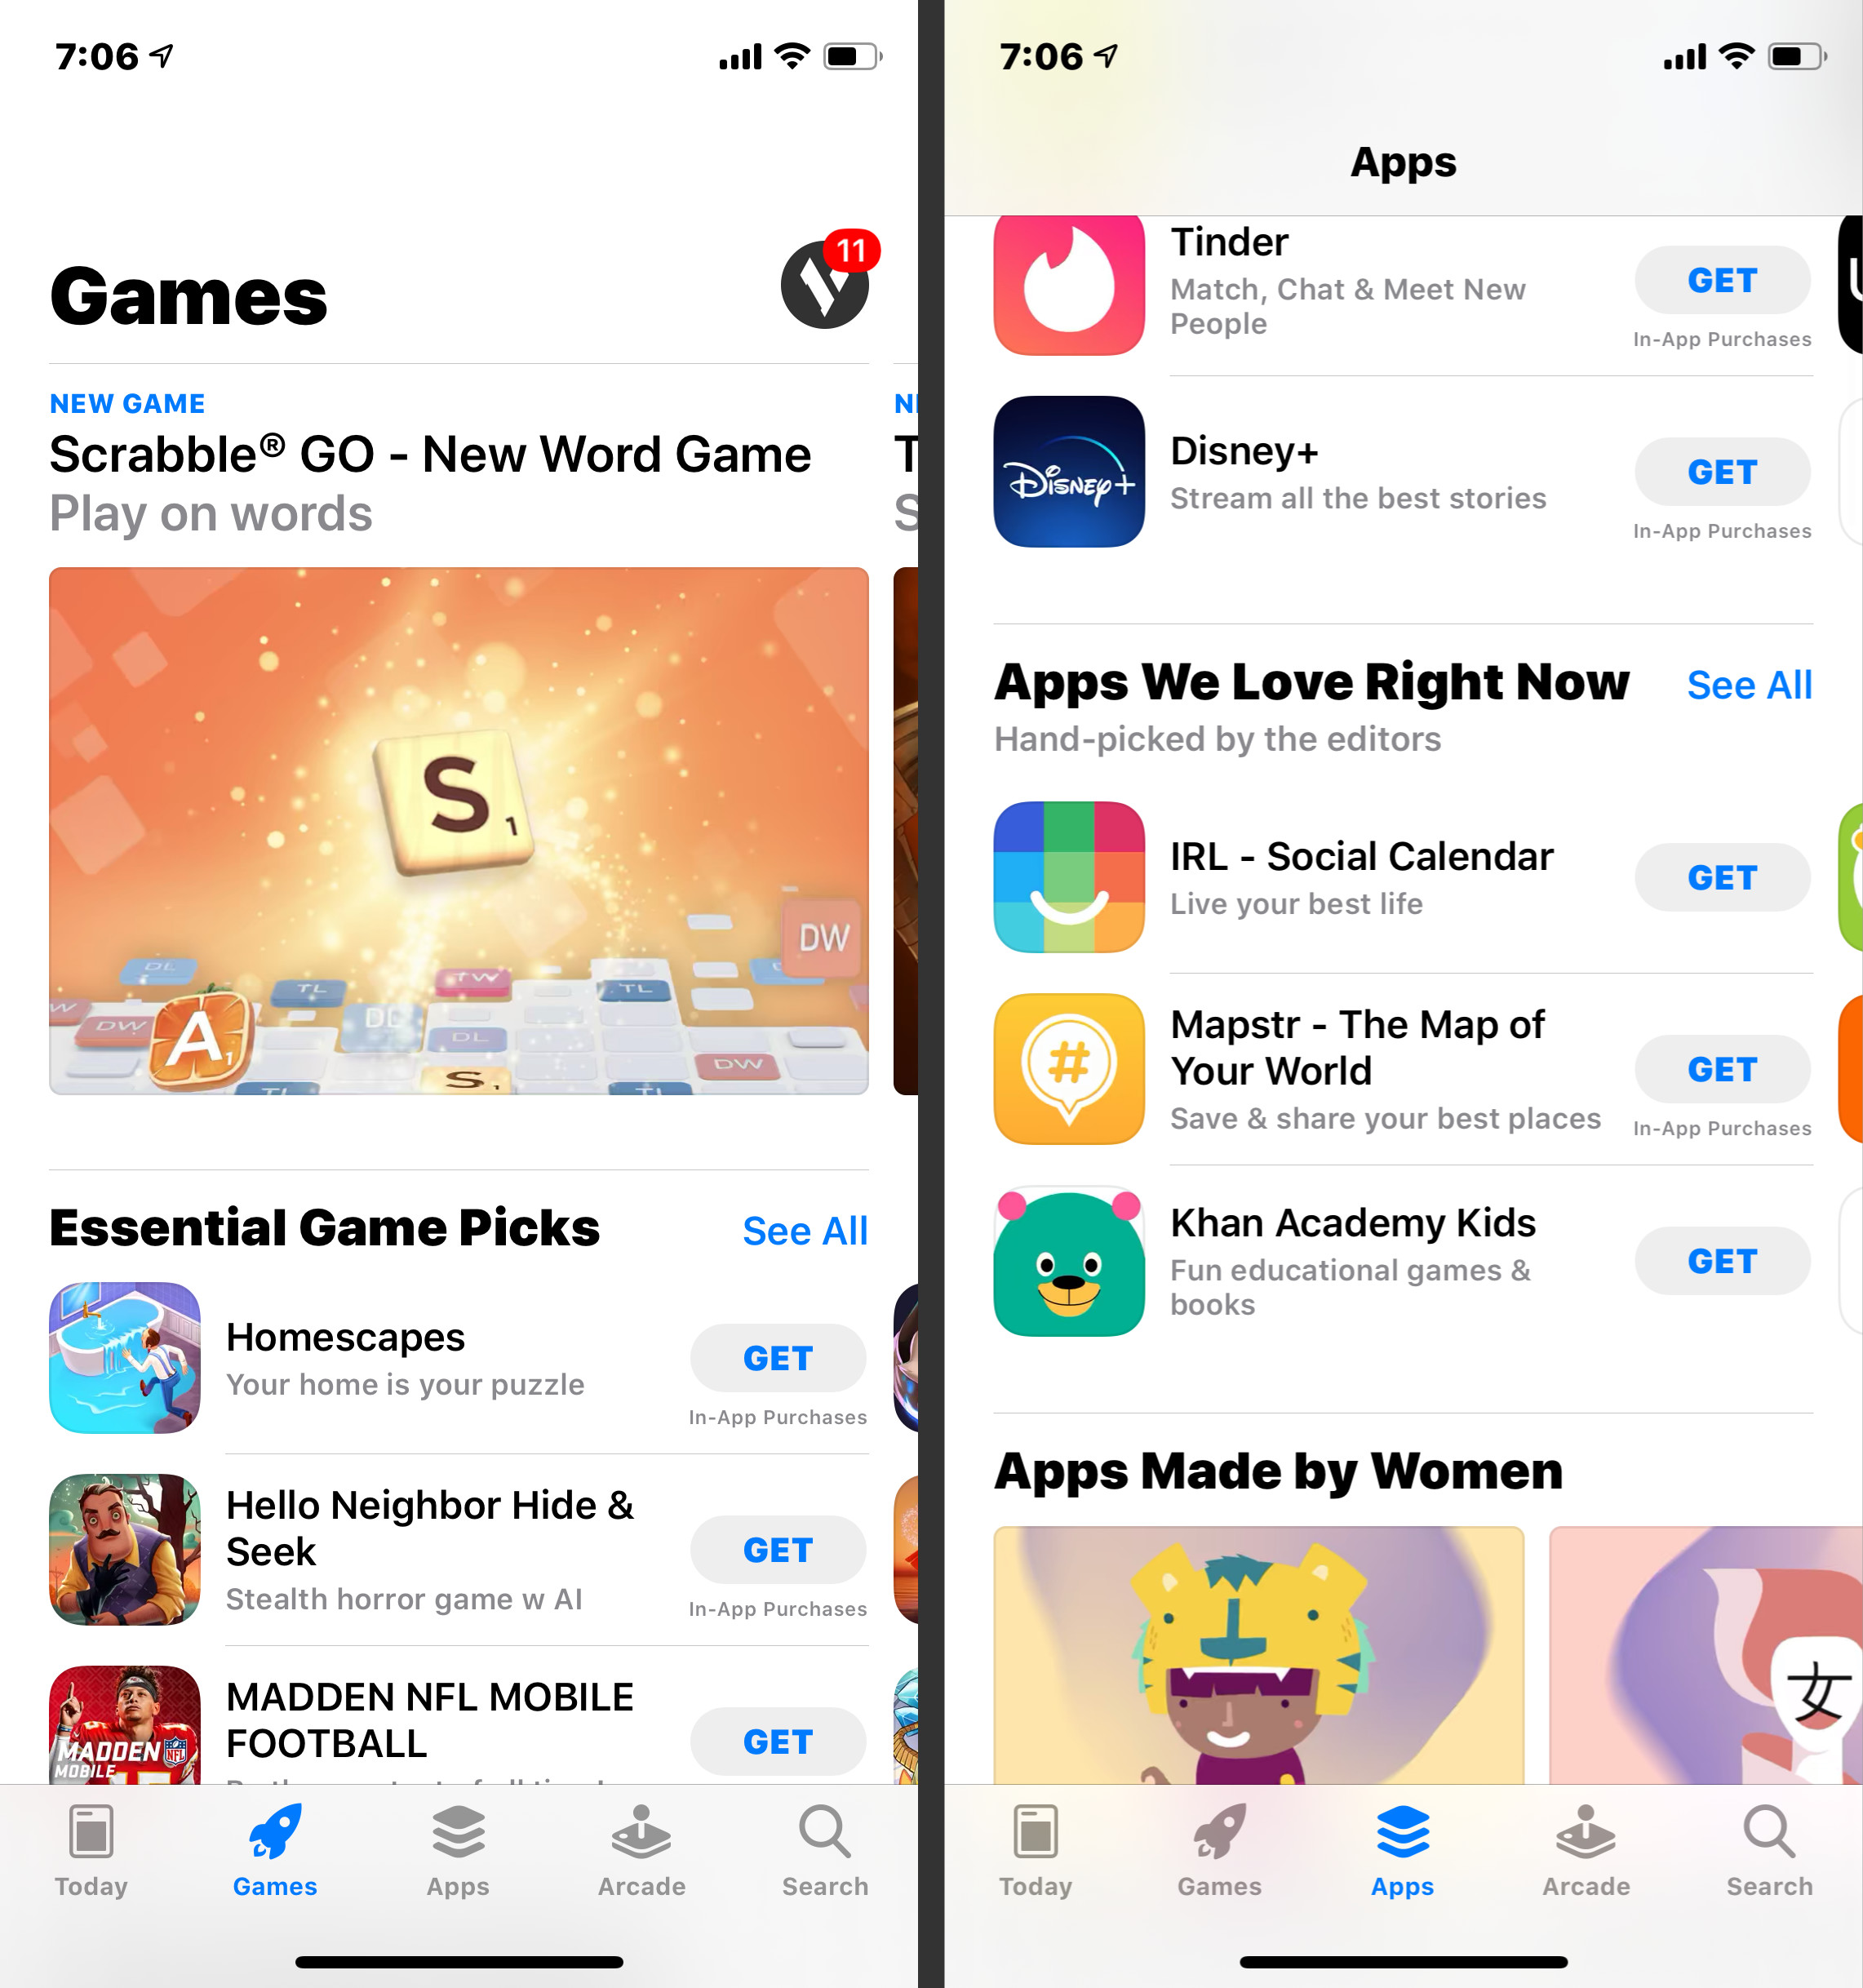 7:06
Games
11
NEW GAME
Scrabble® GO - New Word Game
Play on words
S
1
DW
DL
TW
TL
TL
W
DW
A
1
DL
DW
S
1
TL
TL
Essential Game Picks
See All
Homescapes
Your home is your puzzle
GET
In-App Purchases
Hello Neighbor Hide &
Seek
Stealth horror game w AI
GET
In-App Purchases
MADDEN NFL MOBILE
FOOTBALL
GET
MADDEN
NFL
MOBILE
Today
Games
Apps
Arcade
Search
7:06
Apps
Tinder
Match, Chat & Meet New
People
GET
In-App Purchases
Disney+
Disney+
Stream all the best stories
GET
In-App Purchases
Apps We Love Right Now
See All
Hand-picked by the editors
IRL - Social Calendar
Live your best life
GET
#
Mapstr - The Map of
Your World
Save & share your best places
GET
In-App Purchases
Khan Academy Kids
Fun educational games &
books
GET
Apps Made by Women
女
Today
Games
Apps
Arcade
Search